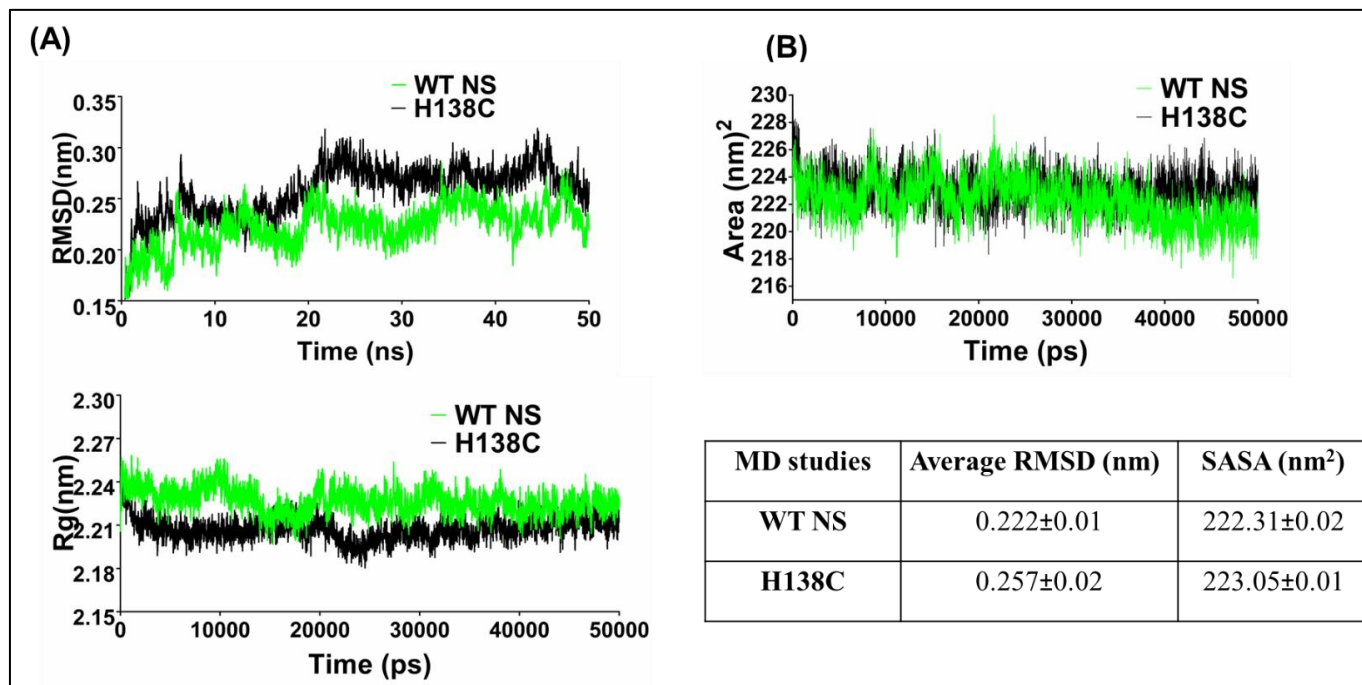 (A)
WT NS
H138C
RMSD(nm)
0.35
0.30
0.25
0.20
0.15
0 10 20 30 40 50
Time (ns)
(B)
WT NS
H138C
Area (nm)²
230
228
226
224
222
220
218
216
0 10000 20000 30000 40000 50000
Time (ps)
WT NS
H138C
Rg(nm)
2.30
2.27
2.24
2.21
2.18
2.15
0 10000 20000 30000 40000 50000
Time (ps)
MD studies Average RMSD (nm) SASA (nm²)
WT NS 0.222±0.01 222.31±0.02
H138C 0.257±0.02 223.05±0.01